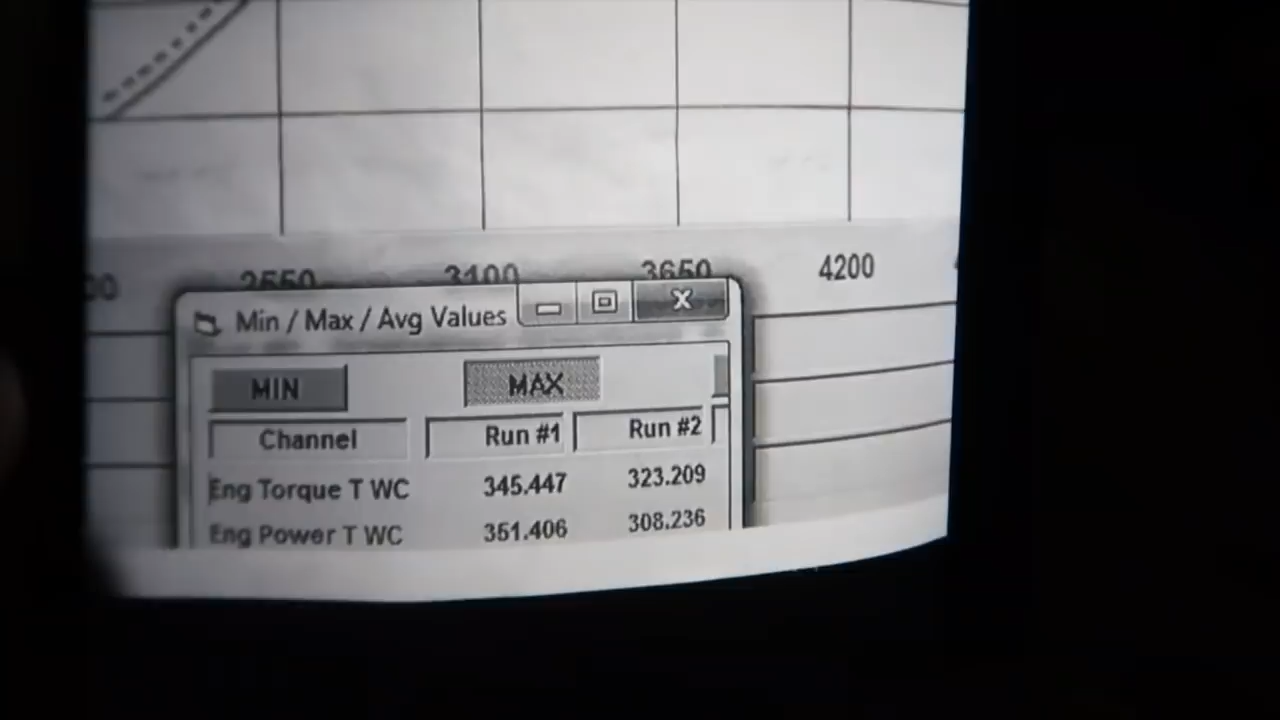 2550 3100 3650 4200
Min / Max / Avg Values
MIN MAX
Channel Run #1 Run #2
Eng Torque T WC 345.447 323.209
Eng Power T WC 351.406 308.236